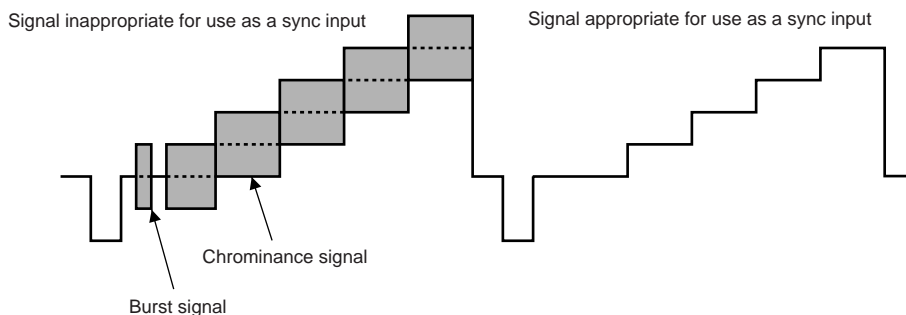 Signal inappropriate for use as a sync input
Signal appropriate for use as a sync input
Chrominance signal
Burst signal